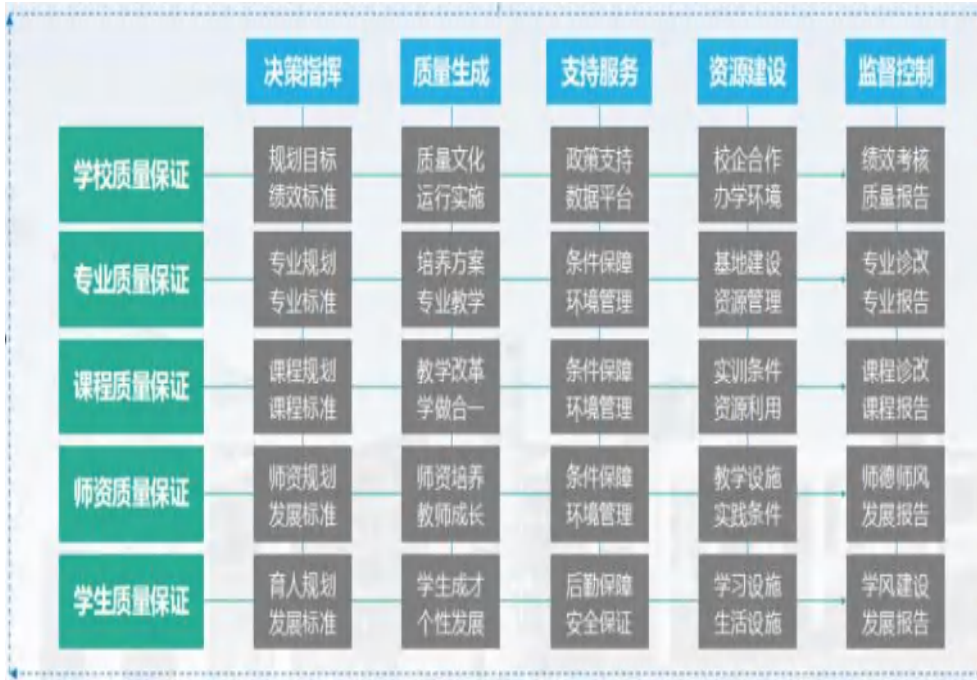 决策指挥 质量生成 支持服务 资源建设 监督控制
学校质量保证
规划目标 质量文化 政策支持 校企合作 绩效考核
绩效标准 运行实施 数据平台 办学环境 质量报告
专业质量保证
专业规划 培养方案 条件保障 基地建设 专业诊改
专业标准 专业教学 环境管理 资源管理 专业报告
课程质量保证
课程规划 教学改革 条件保障 实训条件 课程诊改
课程标准 学做合一 环境管理 资源利用 课程报告
师资质量保证
师资规划 师资培养 条件保障 教学设施 师德师风
发展标准 教师成长 环境管理 实践条件 发展报告
学生质量保证
育人规划 学生成才 后勤保障 学习设施 学风建设
发展标准 个性发展 安全保证 生活设施 发展报告